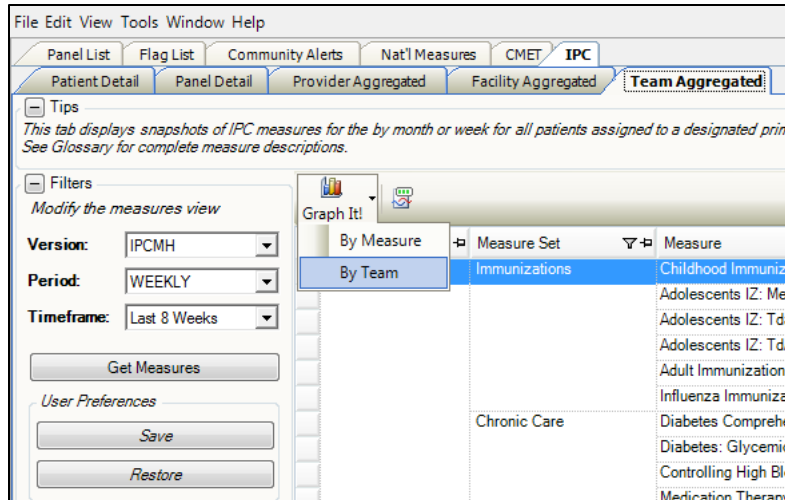 File Edit View Tools Window Help
Panel List Flag List Community Alerts Nat'l Measures CMET IPC
Patient Detail Panel Detail Provider Aggregated Facility Aggregated Team Aggregated
Tips
This tab displays snapshots of IPC measures for the by month or week for all patients assigned to a designated prin
See Glossary for complete measure descriptions.
Filters
Modify the measures view
Version: IPCMH
Period: WEEKLY
Timeframe: Last 8 Weeks
Get Measures
User Preferences
Save
Restore
Graph It!
By Measure
By Team
Measure Set Measure
Immunizations Childhood Immuniz
Adolescents IZ: Me
Adolescents IZ: Td
Adolescents IZ: Td
Adult Immunization
Influenza Immuniza
Chronic Care Diabetes Comprehe
Diabetes: Glycemic
Controlling High Bl
Medication Therapy